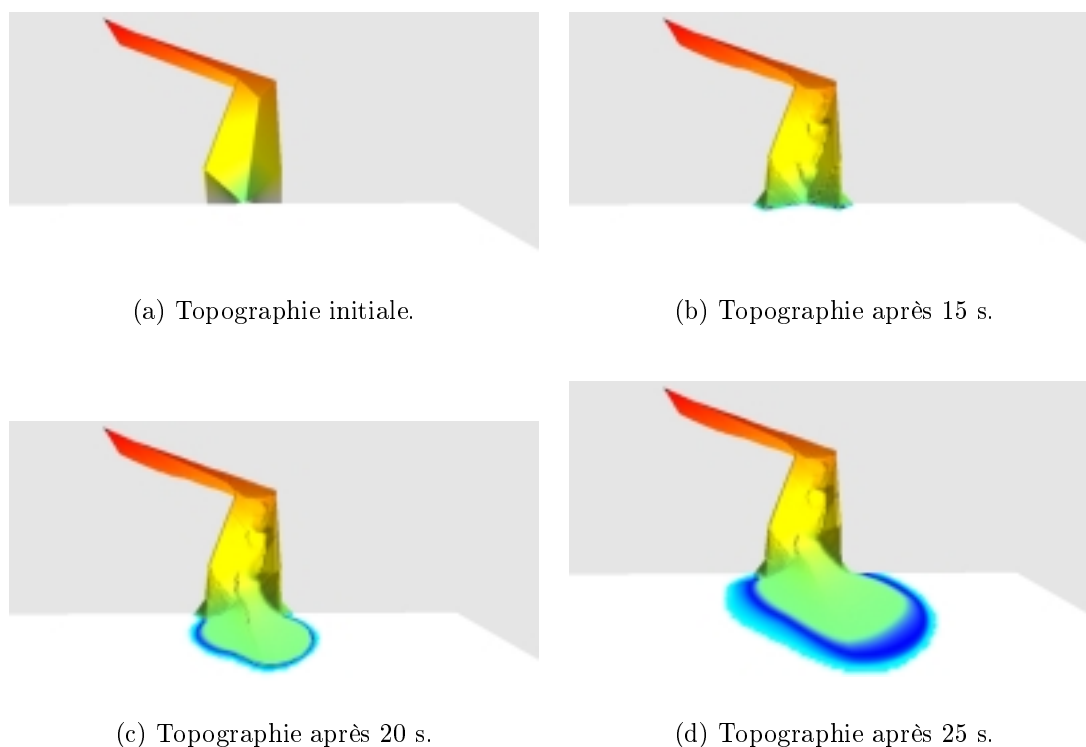 (a) Topographie initiale.
(b) Topographie après 15 s.
(c) Topographie après 20 s.
(d) Topographie après 25 s.